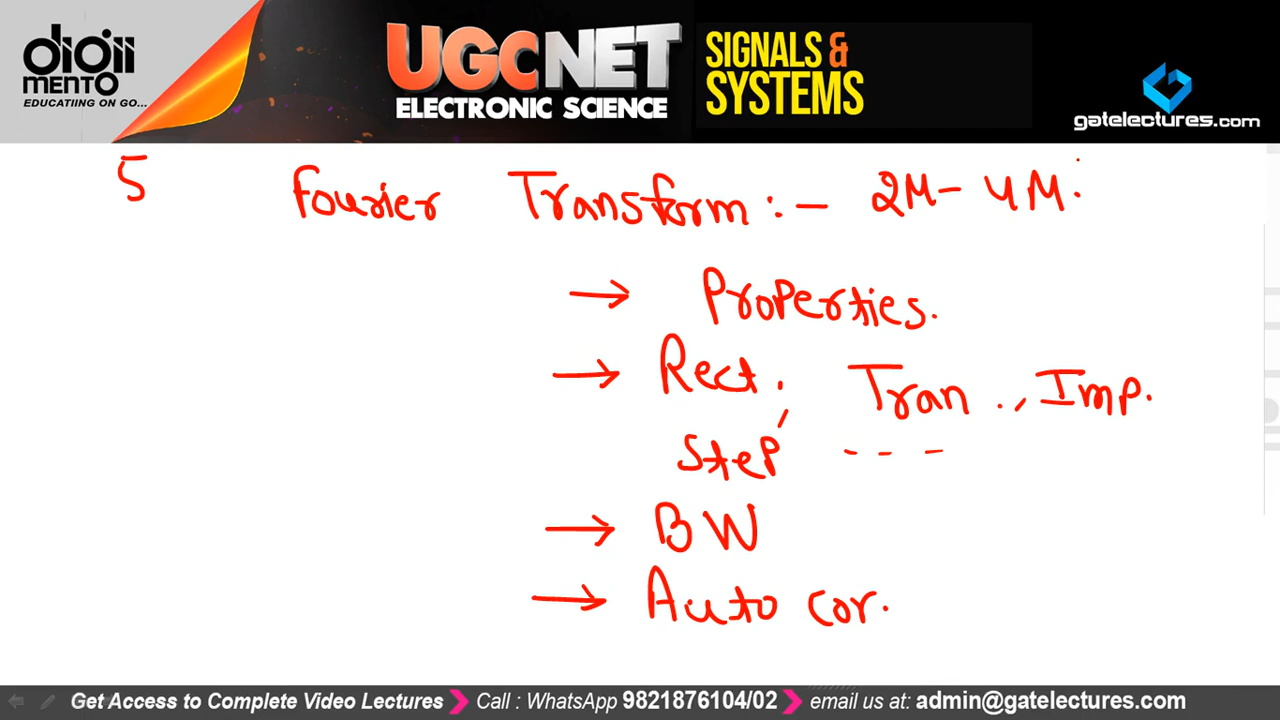 digii
MENTO
EDUCATIING ON GO...
UGCNET
ELECTRONIC SCIENCE
SIGNALS &
SYSTEMS
gatelectures.com
5 Fourier Transform :- 2M- 4M.
→ Properties.
→ Rect, Tran., Imp.
Step - - -
→ BW
→ Auto Cor.
Get Access to Complete Video Lectures Call : WhatsApp 9821876104/02 email us at: admin@gatelectures.com